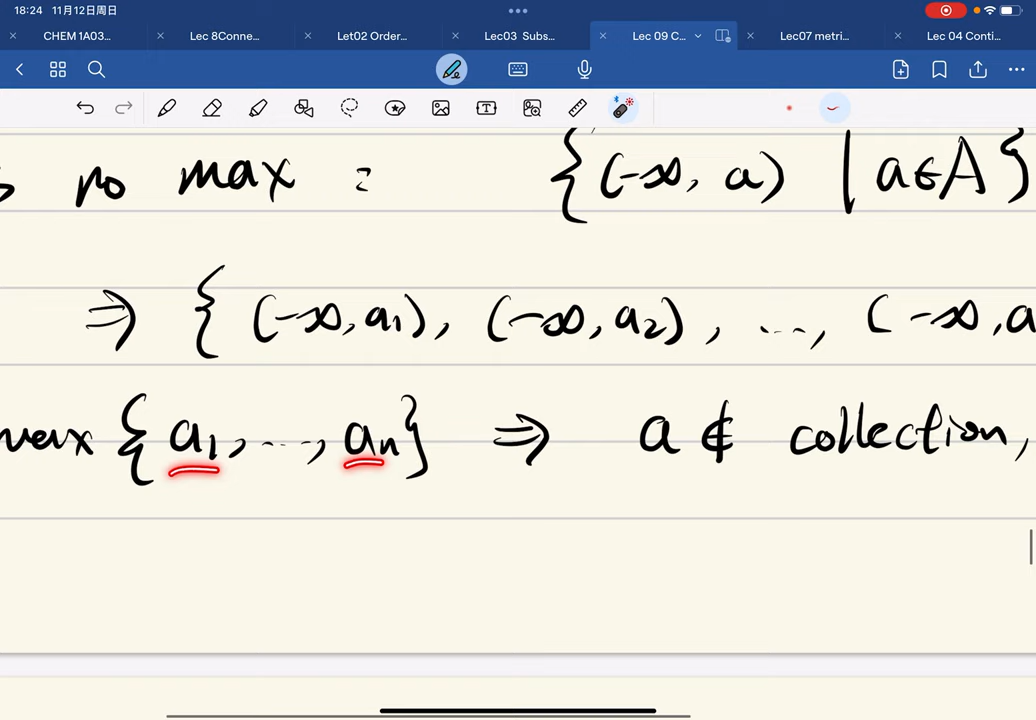 18:24 11月12日周日
CHEM 1A03... Lec 8Conne... Let02 Order... Lec03 Subs... Lec 09 C... Lec07 metri... Lec 04 Conti...
no max : {(-∞, a) | a∈A}
⇒ { (-∞, a₁), (-∞, a₂), ..., (-∞, a
max {a₁, ..., aₙ} ⇒ a ∉ collection,